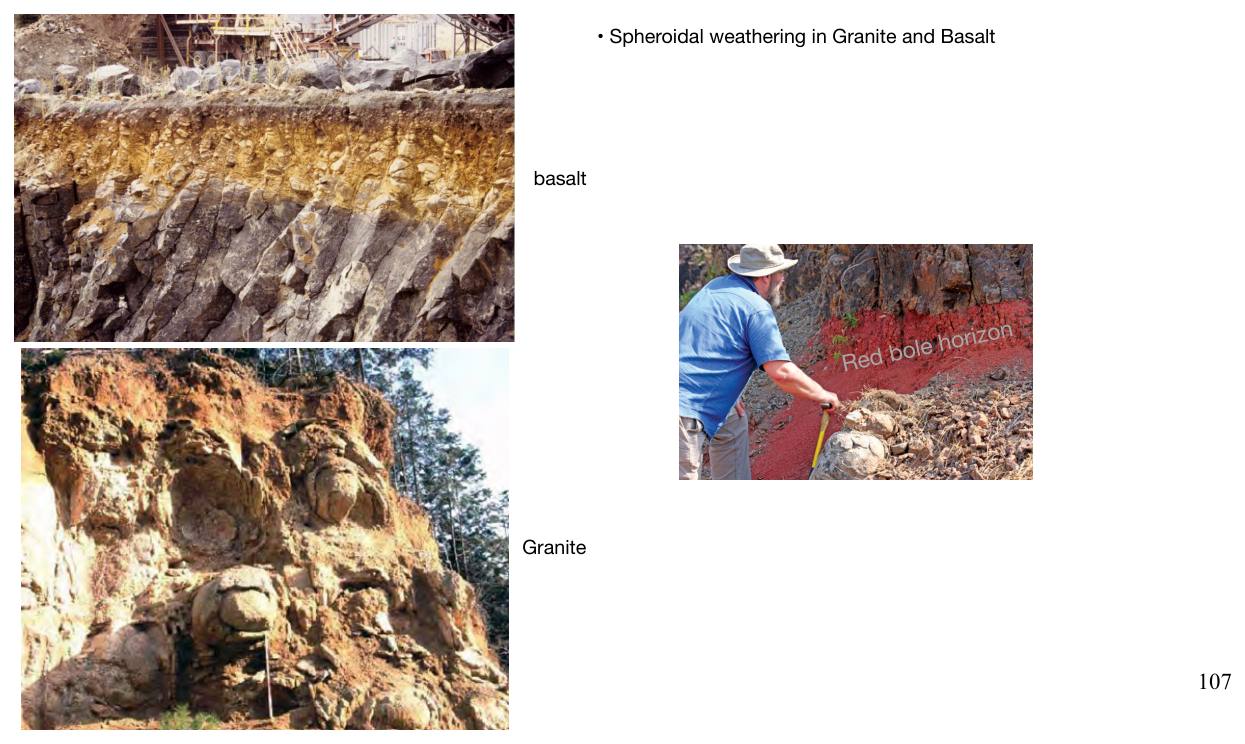 • Spheroidal weathering in Granite and Basalt
basalt
Red bole horizon
Granite
107